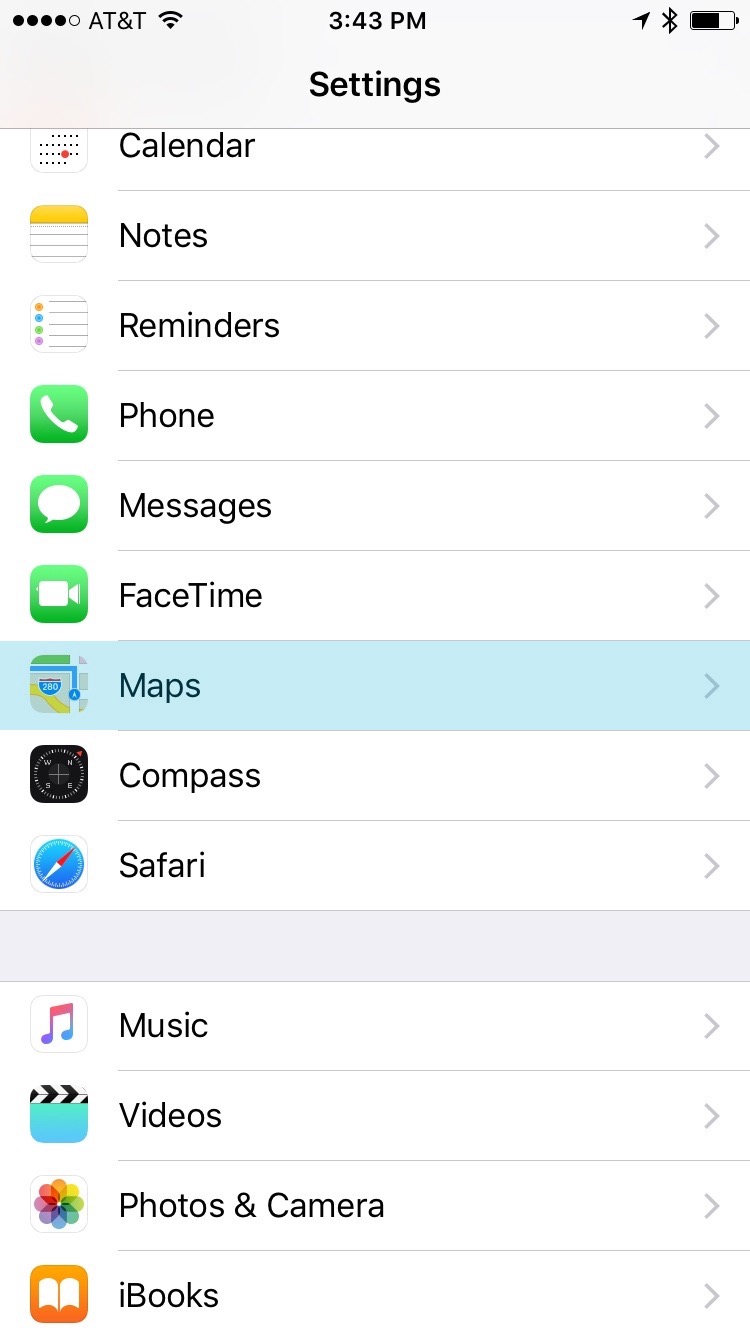 AT&T 3:43 PM
Settings
Calendar
Notes
Reminders
Phone
Messages
FaceTime
280
Maps
W N
S E
Compass
Safari
Music
Videos
Photos & Camera
iBooks